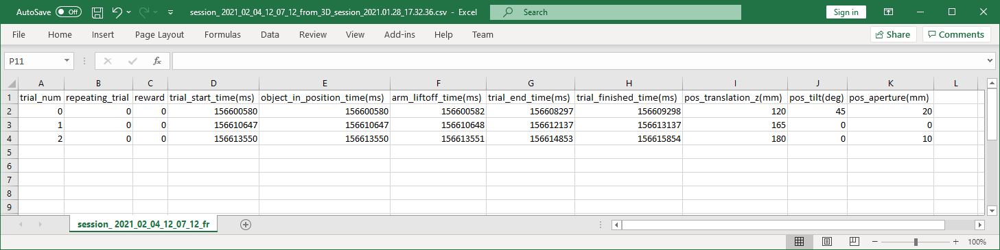 AutoSave Off session_ 2021_02_04_12_07_12_from_3D_session_2021.01.28_17.32.36.csv - Excel Search Sign in
File Home Insert Page Layout Formulas Data Review View Add-ins Help Team Share Comments
P11 fx
A B C D E F G H I J K L
1 trial_num repeating_trial reward trial_start_time(ms) object_in_position_time(ms) arm_liftoff_time(ms) trial_end_time(ms) trial_finished_time(ms) pos_translation_z(mm) pos_tilt(deg) pos_aperture(mm)
2 0 0 0 156600580 156600580 156600582 156608297 156609298 120 45 20
3 1 0 0 156610647 156610647 156610648 156612137 156613137 165 0 0
4 2 0 0 156613550 156613550 156613551 156614853 156615854 180 0 10
5
6
7
8
9
session_ 2021_02_04_12_07_12_fr
100%